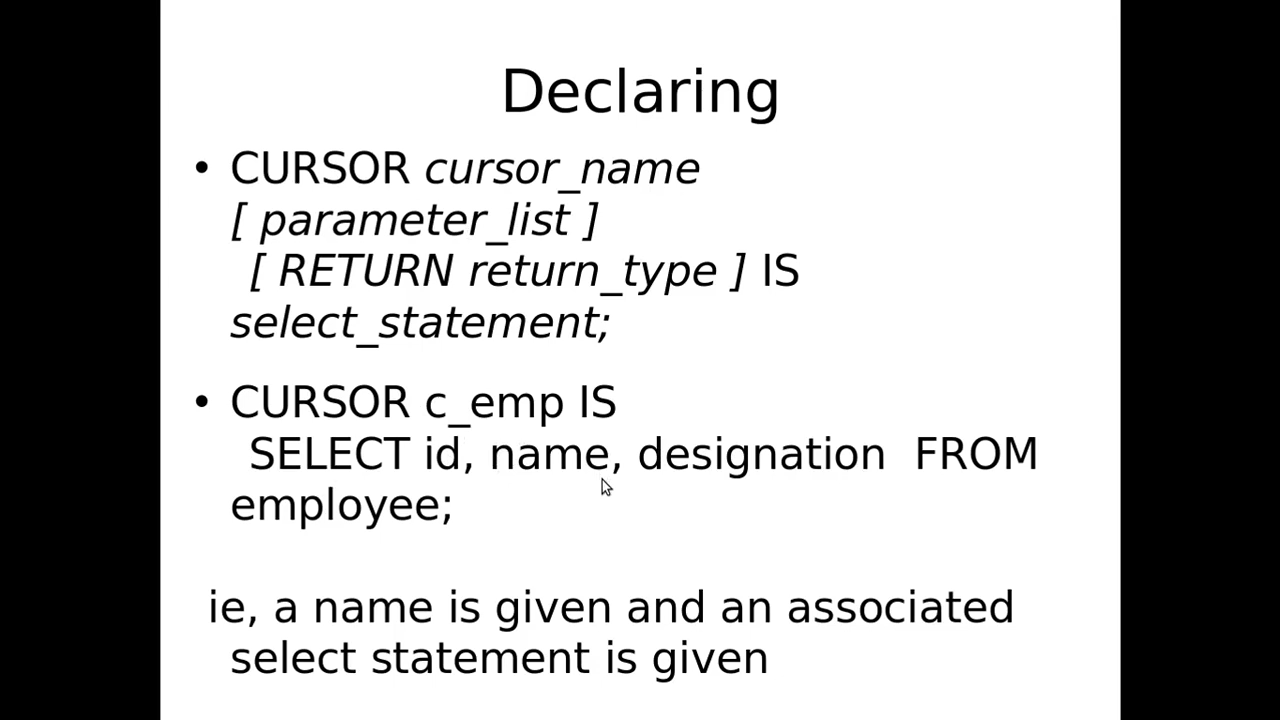 Declaring
• CURSOR cursor_name
[ parameter_list ]
[ RETURN return_type ] IS
select_statement;
• CURSOR c_emp IS
SELECT id, name, designation  FROM
employee;
ie, a name is given and an associated
select statement is given